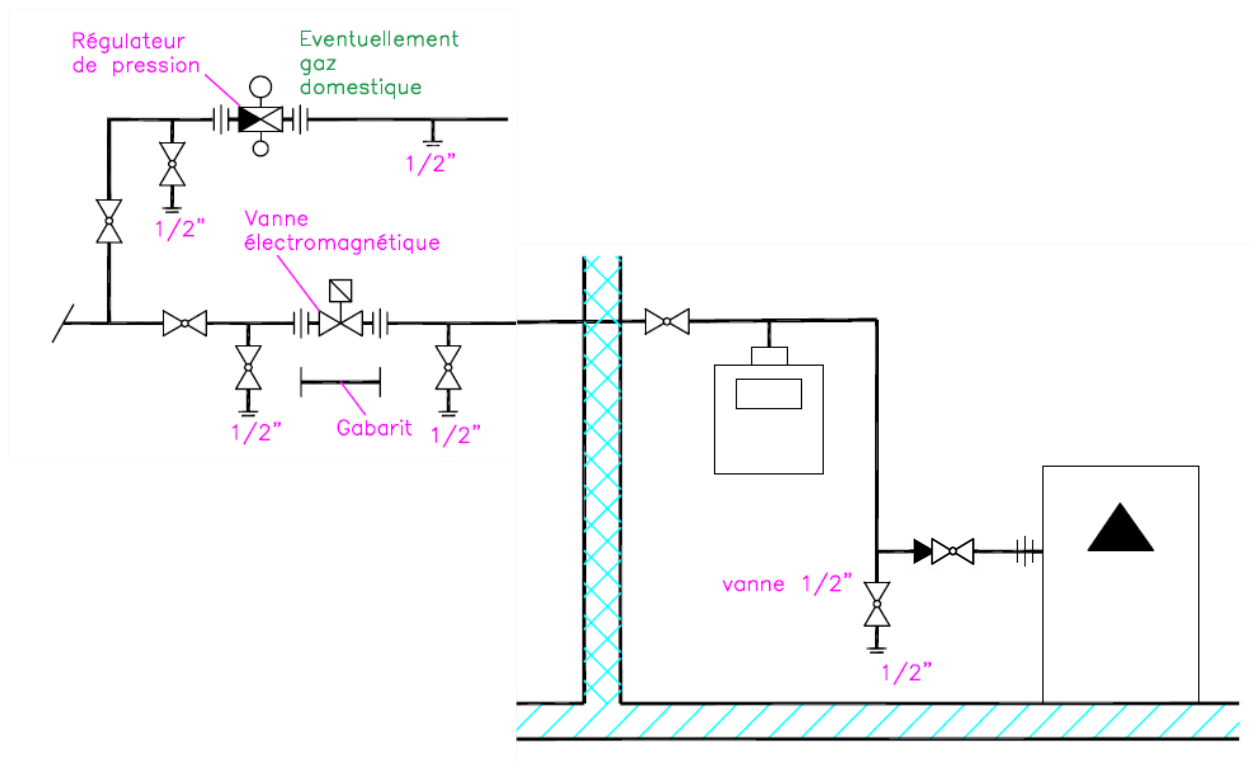 Régulateur
de pression
Eventuellement
gaz
domestique
1/2"
1/2"
Vanne
électromagnétique
1/2"
Gabarit
1/2"
vanne 1/2"
1/2"